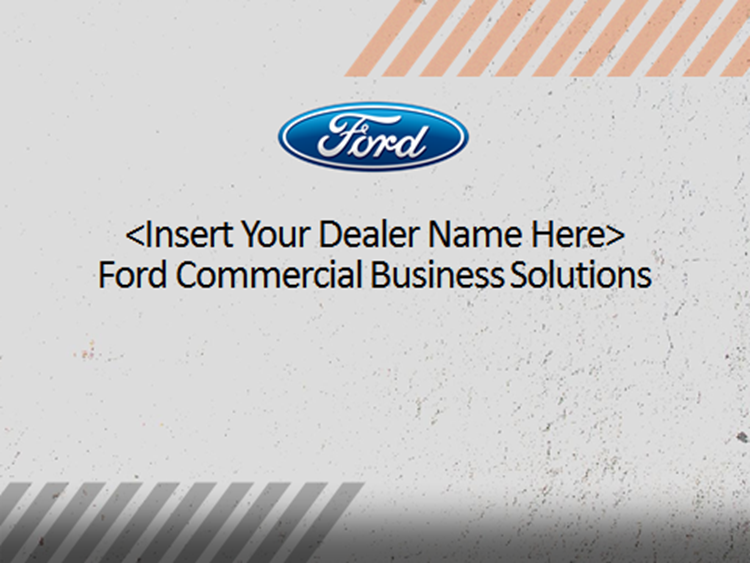 Ford
<Insert Your Dealer Name Here>
Ford Commercial Business Solutions